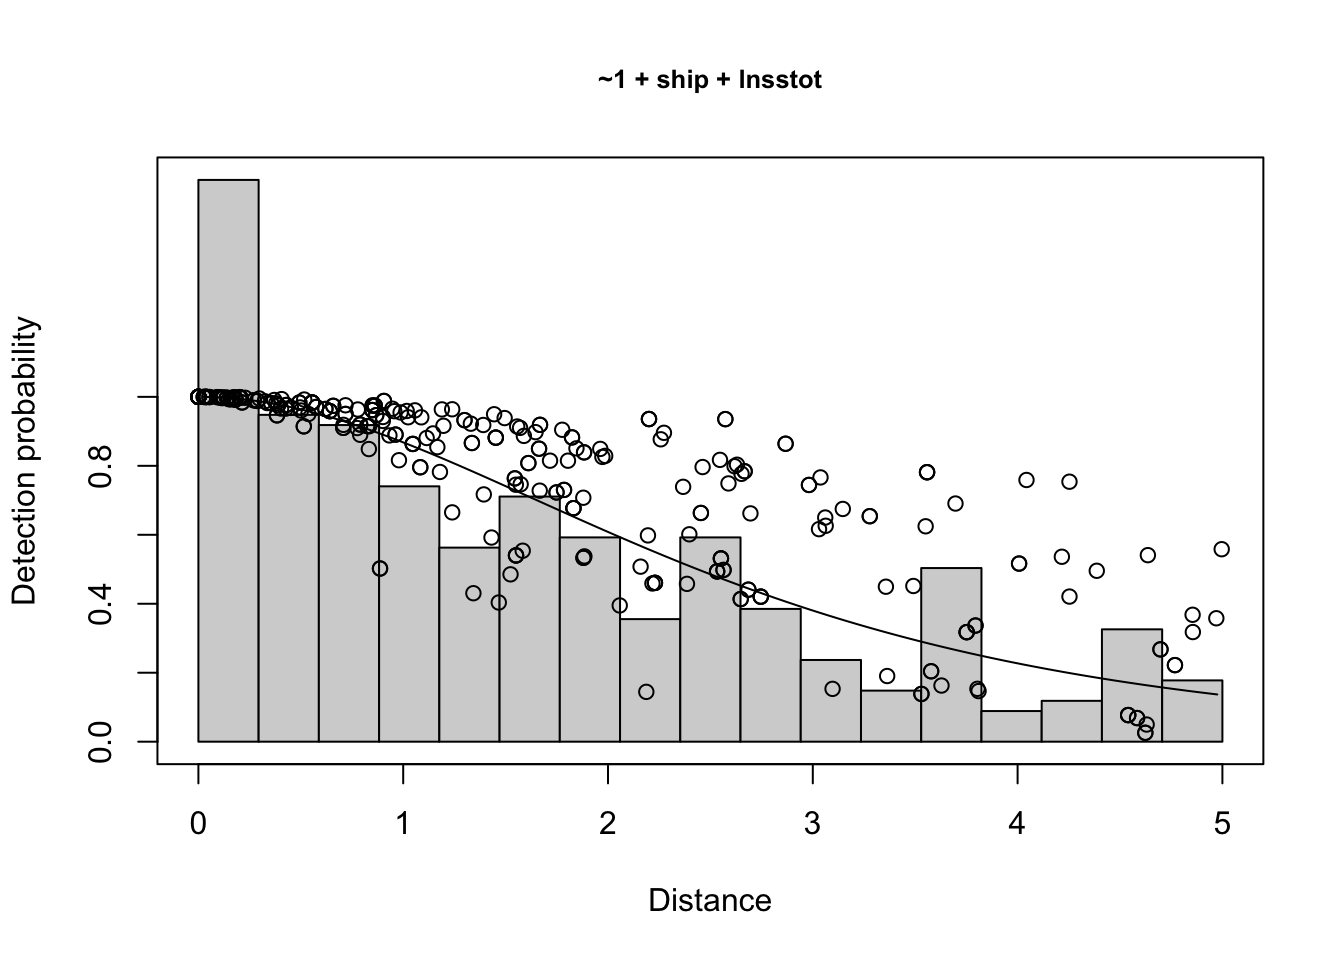 ~1 + ship + lnsstot
Detection probability
0.8
0.4
0.0
0 1 2 3 4 5
Distance